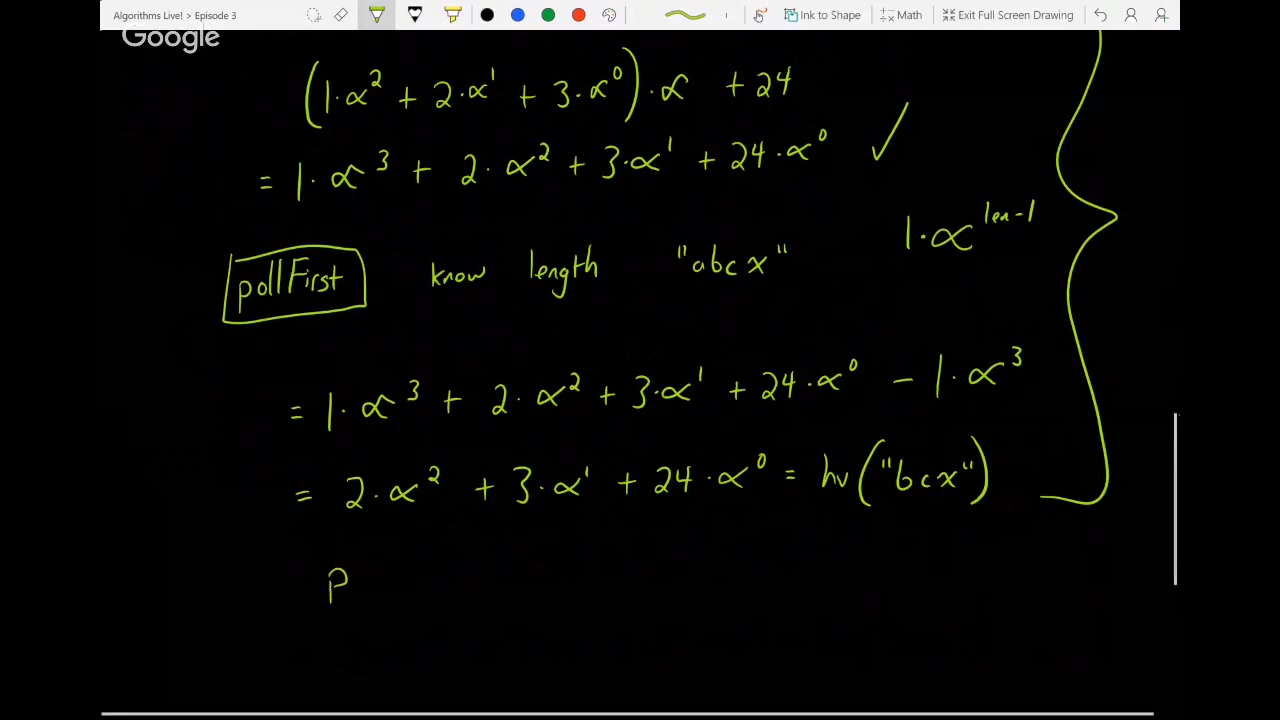 Algorithms Live! > Episode 3
Ink to Shape
Math
Exit Full Screen Drawing
Google
(1·α² + 2·α¹ + 3·α⁰)·α + 24
= 1·α³ + 2·α² + 3·α¹ + 24·α⁰ ✓
1·α^(len-1)
pollFirst know length "abcx"
= 1·α³ + 2·α² + 3·α¹ + 24·α⁰ - 1·α³
= 2·α² + 3·α¹ + 24·α⁰ = hv("bcx")
P